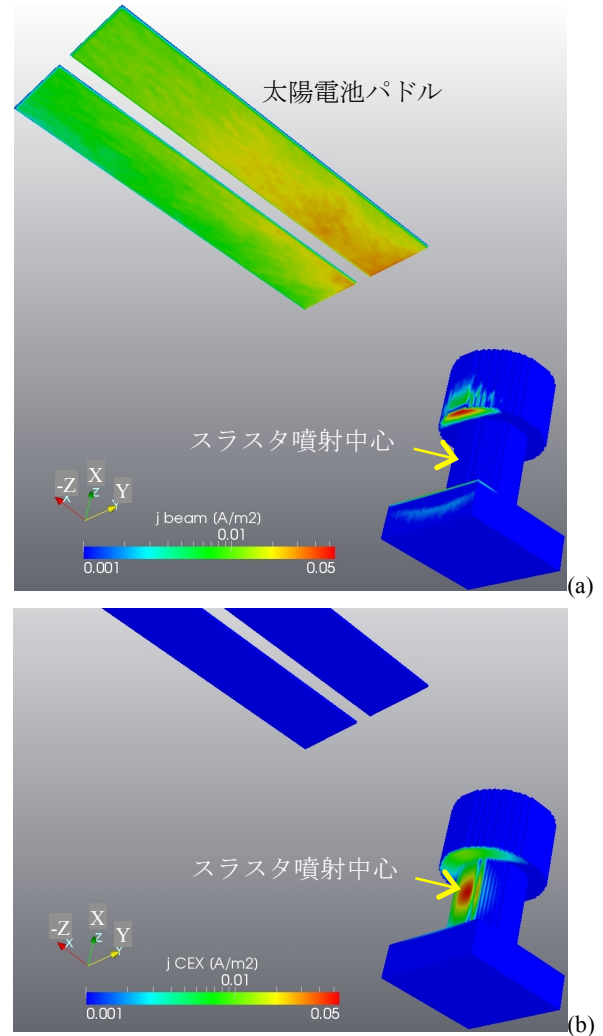 太陽電池パドル
スラスタ噴射中心
-Z X Y
X Z Y
j beam (A/m2)
0.01
0.001 0.05
(a)
スラスタ噴射中心
-Z X Y
X Z Y
j CEX (A/m2)
0.01
0.001 0.05
(b)